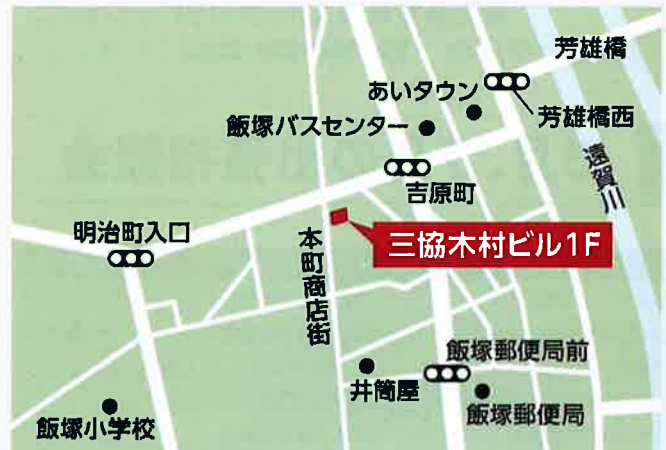 芳雄橋
あいタウン
芳雄橋西
飯塚バスセンター
遠賀川
吉原町
明治町入口
三協木村ビル1F
本町商店街
飯塚郵便局前
井筒屋
飯塚郵便局
飯塚小学校